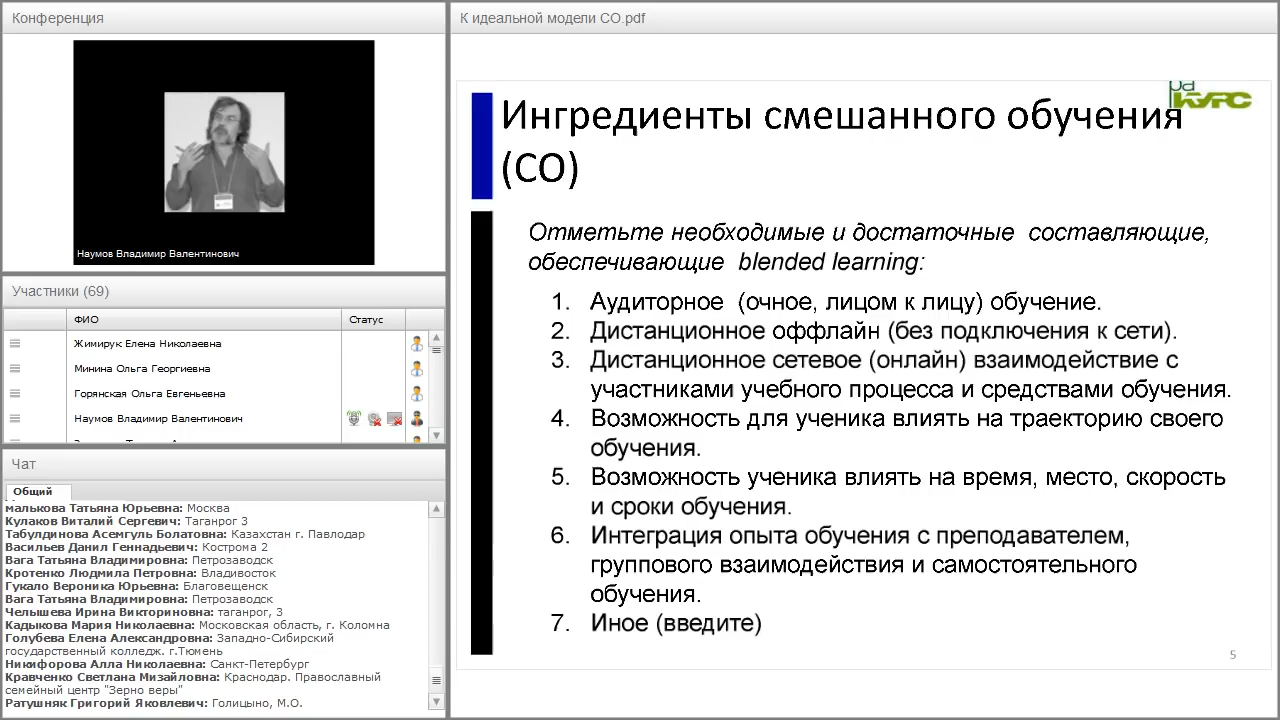 Конференция
Наумов Владимир Валентинович
Участники (69)
ФИО
Статус
Жимирук Елена Николаевна
Минина Ольга Георгиевна
Горянская Ольга Евгеньевна
Наумов Владимир Валентинович
Чат
Общий
Малькова Татьяна Юрьевна: Москва
Кулаков Виталий Сергевич: Таганрог 3
Табулдинова Асемгуль Болатовна: Казахстан г. Павлодар
Васильев Данил Геннадьевич: Кострома 2
Вага Татьяна Владимировна: Петрозаводск
Кротенко Людмила Петровна: Владивосток
Гукало Вероника Юрьевна: Благовещенск
Вага Татьяна Владимировна: Петрозаводск
Челышева Ирина Викториновна: таганрог, 3
Кадыкова Мария Николаевна: Московская область, г. Коломна
Голубева Елена Александровна: Западно-Сибирский
государственный колледж. г.Тюмень
Никифорова Алла Николаевна: Санкт-Петербург
Кравченко Светлана Мизайловна: Краснодар. Православный
семейный центр "Зерно веры"
Ратушняк Григорий Яковлевич: Голицыно, М.О.
К идеальной модели СО.pdf
ра
КУРС
Ингредиенты смешанного обучения
(СО)
Отметьте необходимые и достаточные составляющие,
обеспечивающие blended learning:
1. Аудиторное (очное, лицом к лицу) обучение.
2. Дистанционное оффлайн (без подключения к сети).
3. Дистанционное сетевое (онлайн) взаимодействие с
участниками учебного процесса и средствами обучения.
4. Возможность для ученика влиять на траекторию своего
обучения.
5. Возможность ученика влиять на время, место, скорость
и сроки обучения.
6. Интеграция опыта обучения с преподавателем,
группового взаимодействия и самостоятельного
обучения.
7. Иное (введите)
5